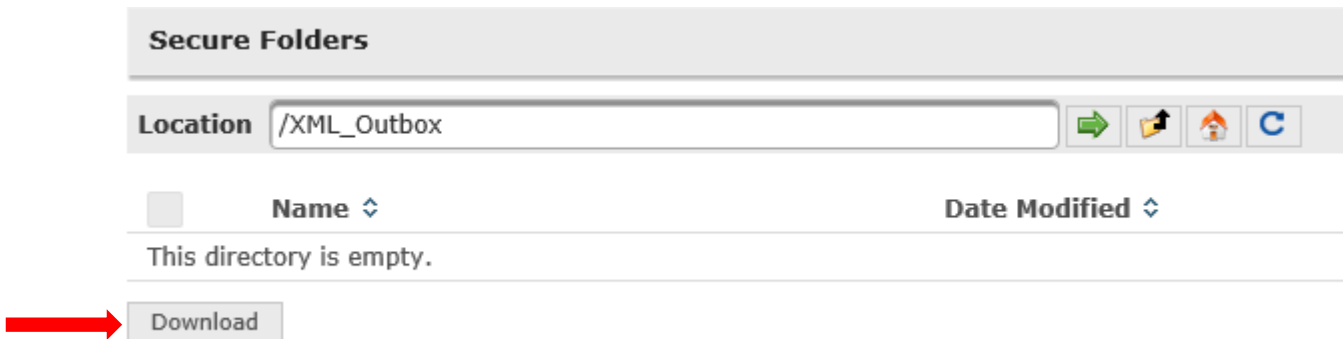 Secure Folders
Location /XML_Outbox
Name Date Modified
This directory is empty.
Download